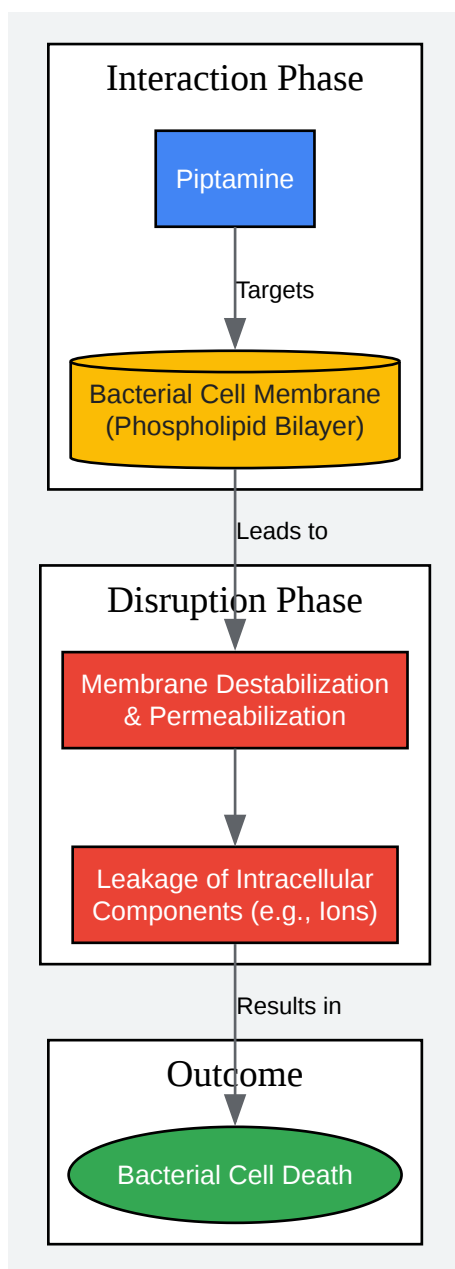 Interaction Phase
Piptamine
Targets
Bacterial Cell Membrane
(Phospholipid Bilayer)
Leads to
Disruption Phase
Membrane Destabilization
& Permeabilization
Leakage of Intracellular
Components (e.g., Ions)
Results in
Outcome
Bacterial Cell Death